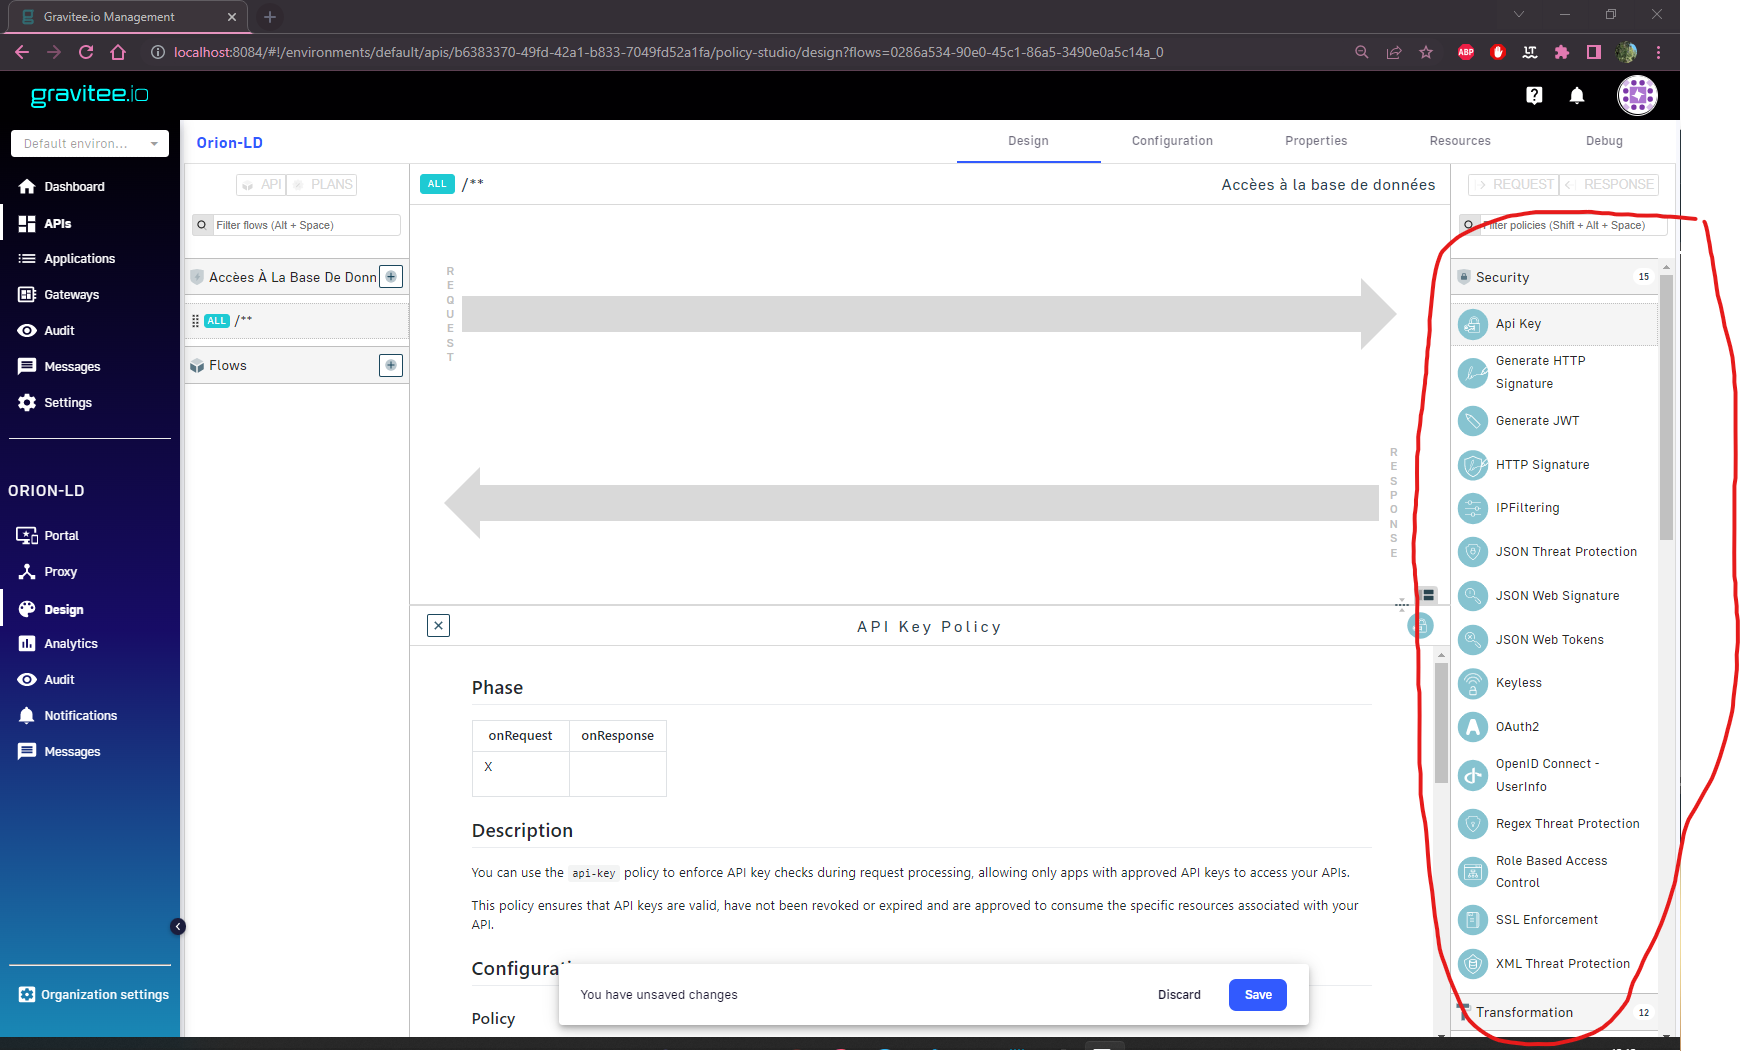 Gravitee.io Management
localhost:8084/#!/environments/default/apis/b6383370-49fd-42a1-b833-7049fd52a1fa/policy-studio/design?flows=0286a534-90e0-45c1-86a5-3490e0a5c14a_0
ABP
LT
gravitee.io
Default environ...
Dashboard
APIs
Applications
Gateways
Audit
Messages
Settings
ORION-LD
Portal
Proxy
Design
Analytics
Audit
Notifications
Messages
Organization settings
Orion-LD
Design
Configuration
Properties
Resources
Debug
API
PLANS
Filter flows (Alt + Space)
Accèes À La Base De Donn
ALL /**
Flows
ALL /**
Accèes à la base de données
REQUEST
RESPONSE
API Key Policy
Phase
onRequest onResponse
X
Description
You can use the api-key policy to enforce API key checks during request processing, allowing only apps with approved API keys to access your APIs.
This policy ensures that API keys are valid, have not been revoked or expired and are approved to consume the specific resources associated with your
API.
Configurati
Policy
You have unsaved changes
Discard
Save
REQUEST
RESPONSE
Filter policies (Shift + Alt + Space)
Security 15
Api Key
Generate HTTP
Signature
Generate JWT
HTTP Signature
IPFiltering
JSON Threat Protection
JSON Web Signature
JSON Web Tokens
Keyless
OAuth2
OpenID Connect -
UserInfo
Regex Threat Protection
Role Based Access
Control
SSL Enforcement
XML Threat Protection
Transformation 12